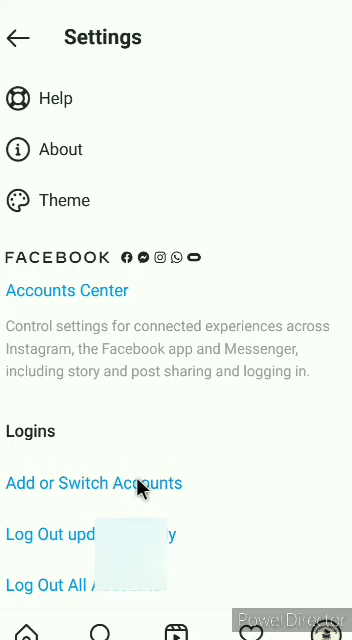 Settings
Help
About
Theme
FACEBOOK
Accounts Center
Control settings for connected experiences across
Instagram, the Facebook app and Messenger,
including story and post sharing and logging in.
Logins
Add or Switch Accounts
Log Out
Log Out All
PowerDirector